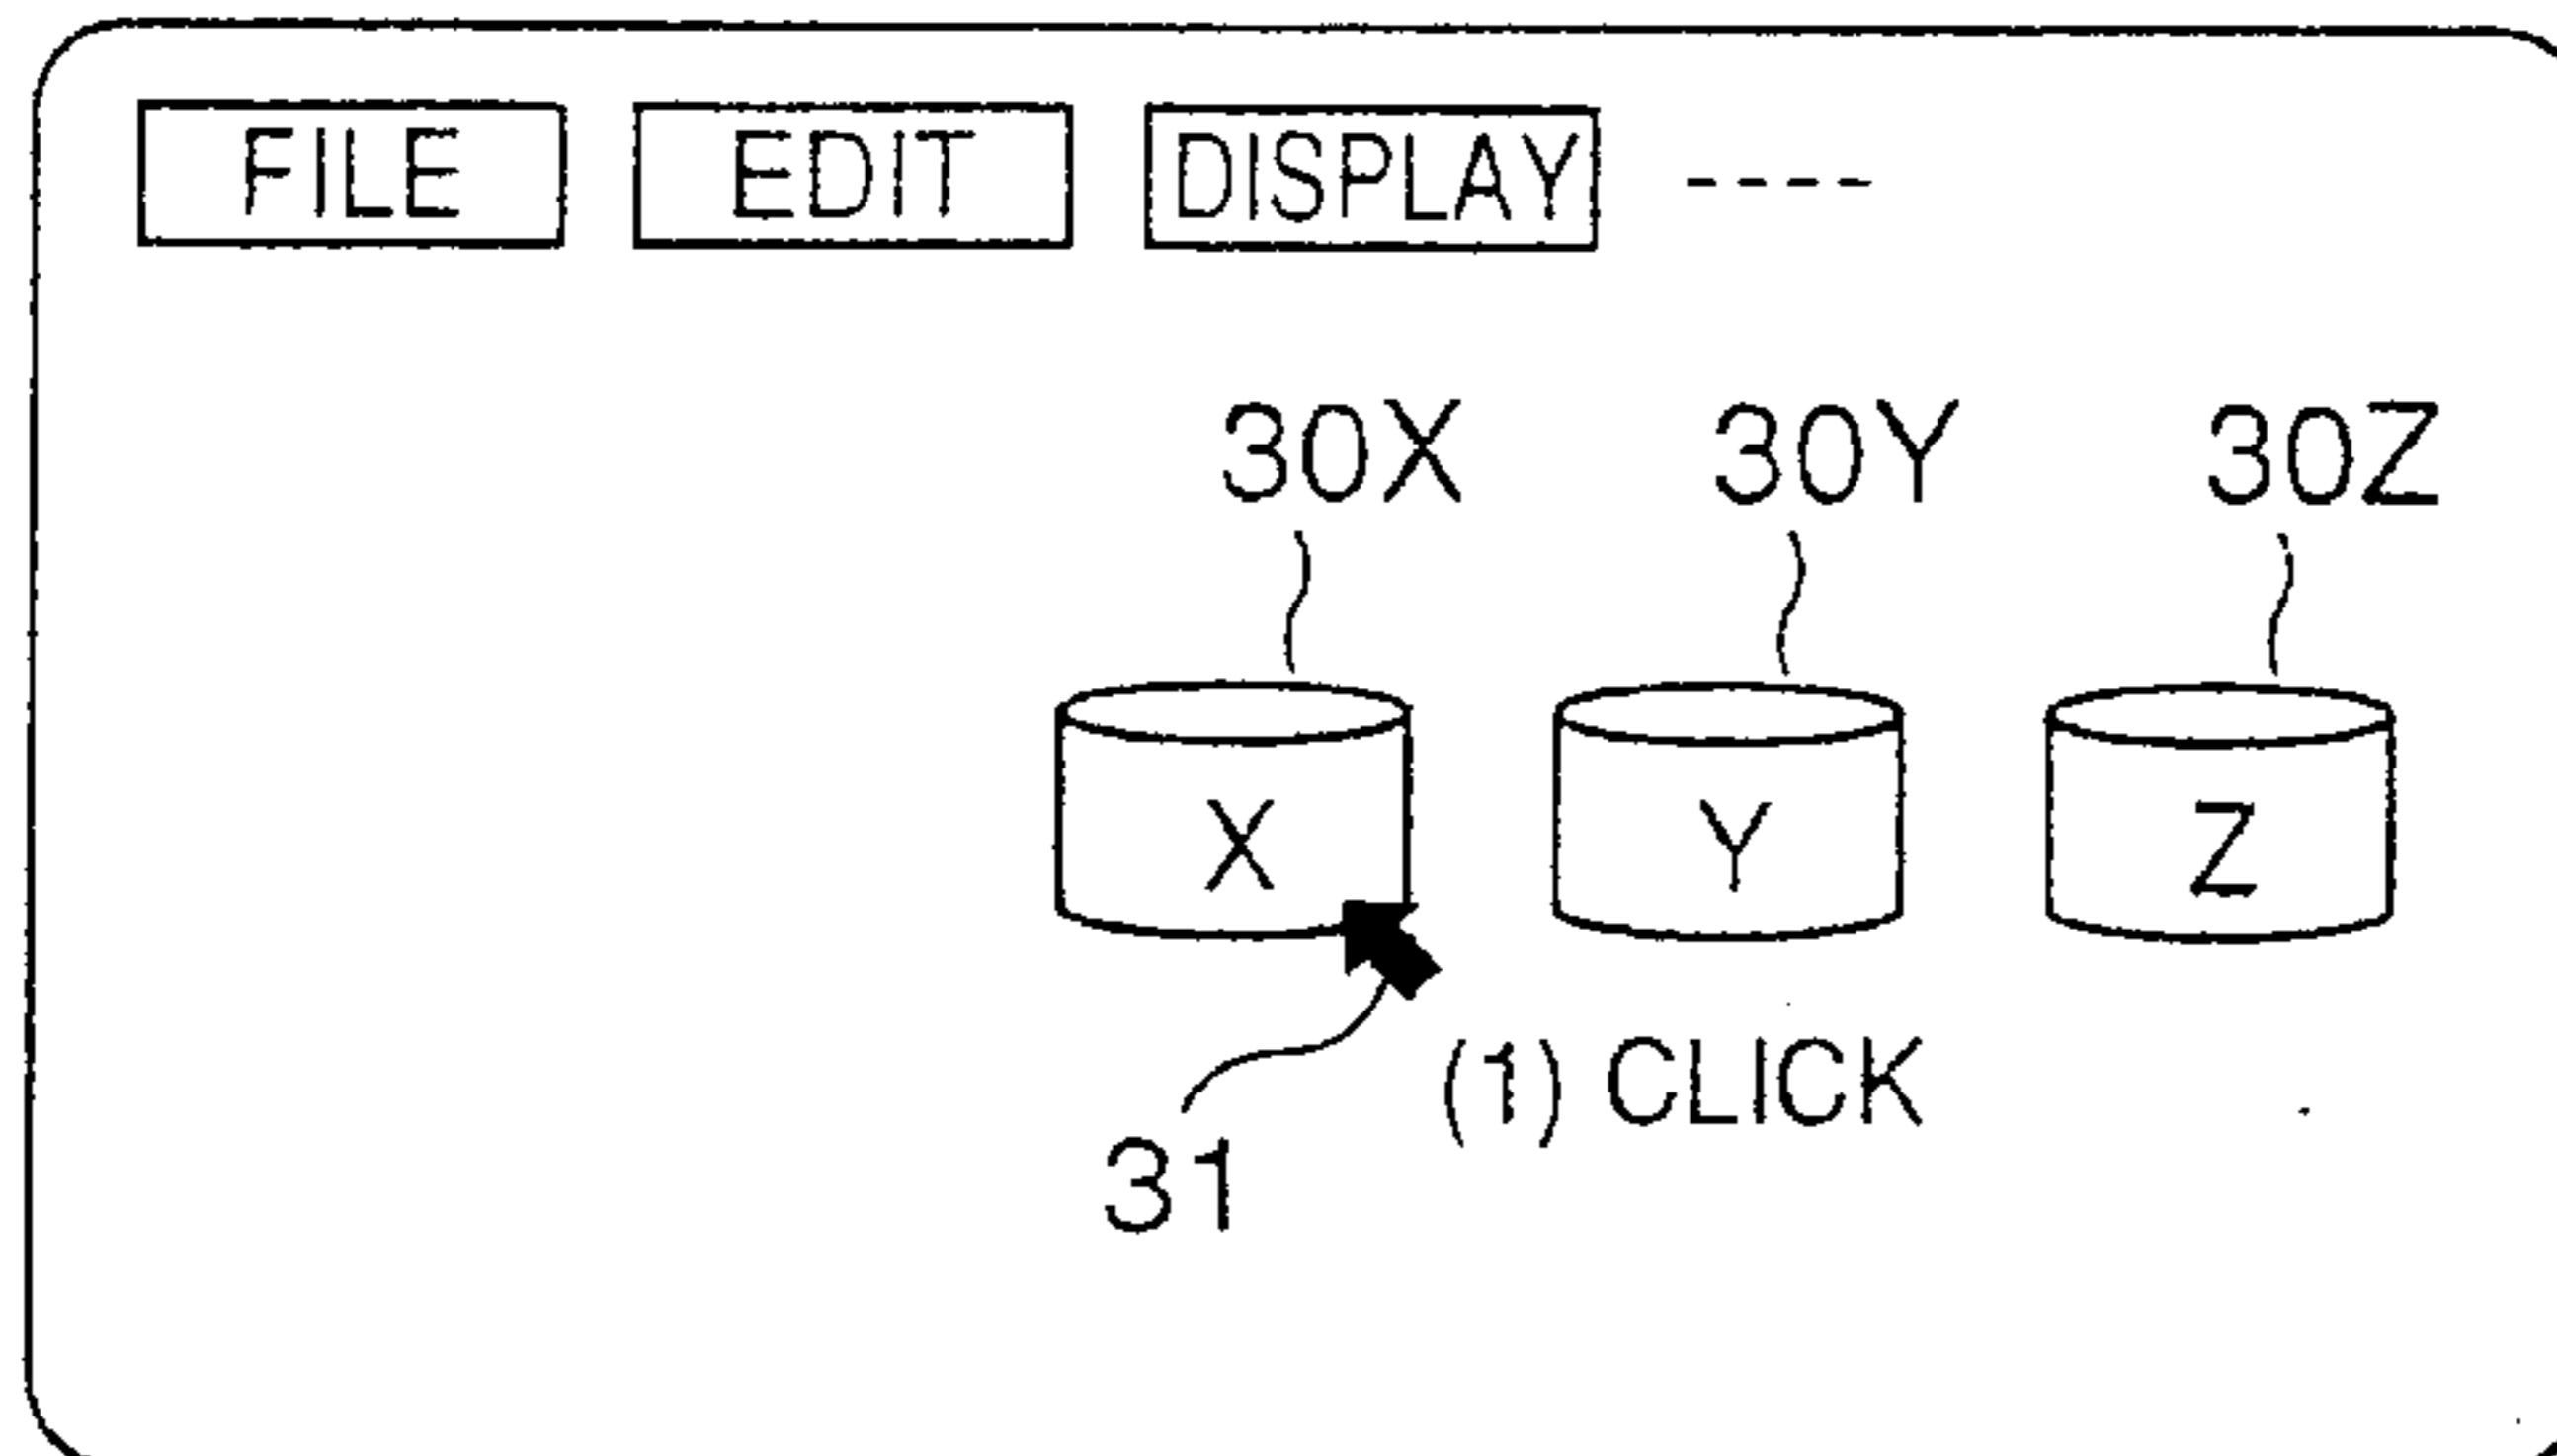 FILE EDIT DISPLAY ----
30X 30Y 30Z
X Y Z
(1) CLICK
31